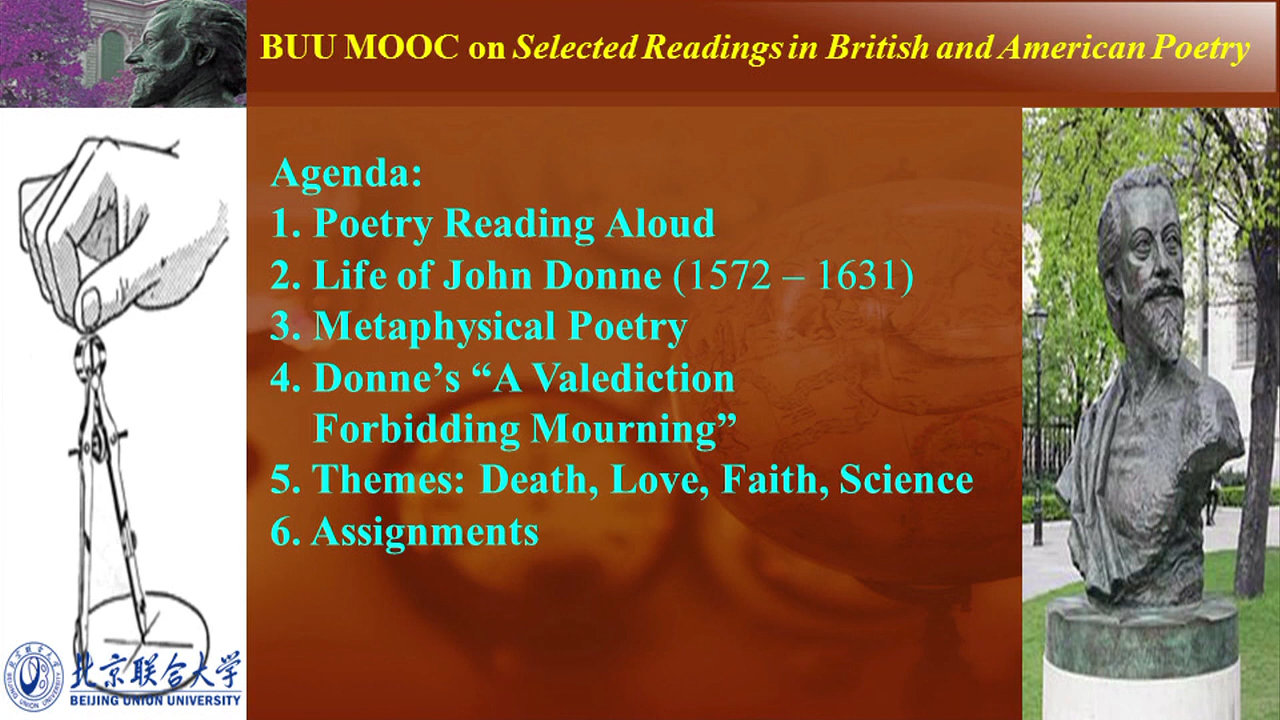 BUU MOOC on Selected Readings in British and American Poetry
Agenda:
1. Poetry Reading Aloud
2. Life of John Donne (1572 – 1631)
3. Metaphysical Poetry
4. Donne’s “A Valediction
Forbidding Mourning”
5. Themes: Death, Love, Faith, Science
6. Assignments
北京联合大学
BEIJING UNION UNIVERSITY